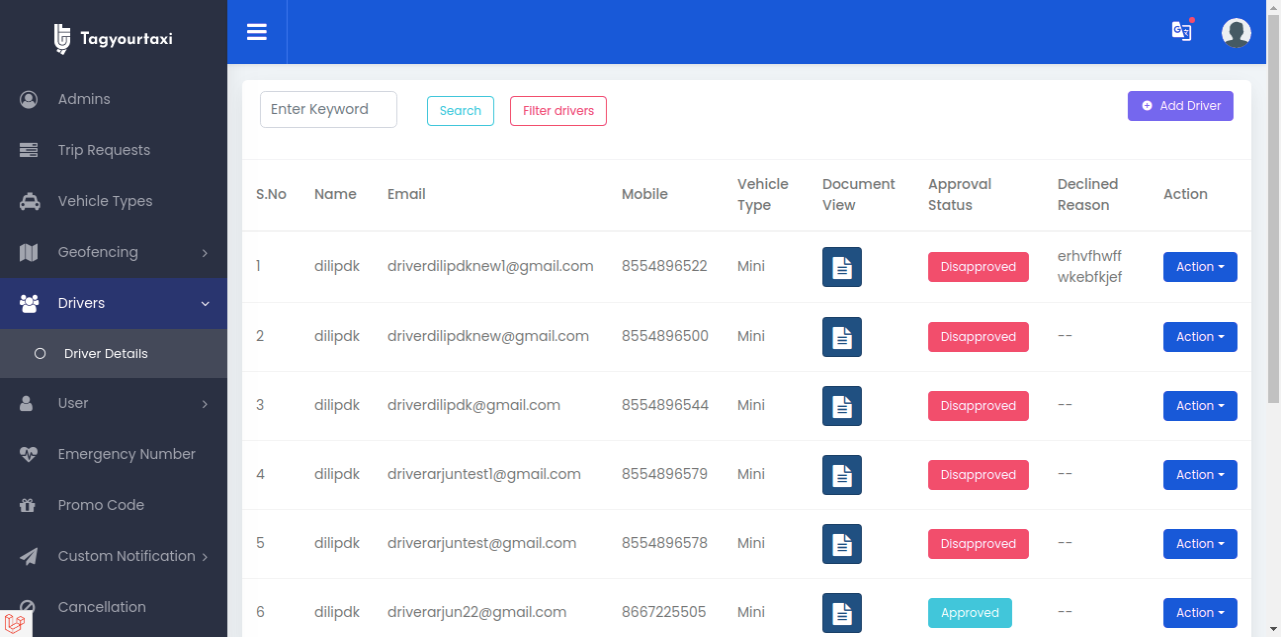 Tagyourtaxi
Admins
Trip Requests
Vehicle Types
Geofencing
Drivers
Driver Details
User
Emergency Number
Promo Code
Custom Notification
Cancellation
Enter Keyword Search Filter drivers Add Driver
S.No Name Email Mobile Vehicle Type Document View Approval Status Declined Reason Action
1 dilipdk driverdilipdknew1@gmail.com 8554896522 Mini Disapproved erhvfhwff wkebfkjef Action
2 dilipdk driverdilipdknew@gmail.com 8554896500 Mini Disapproved -- Action
3 dilipdk driverdilipdk@gmail.com 8554896544 Mini Disapproved -- Action
4 dilipdk driverarjuntest1@gmail.com 8554896579 Mini Disapproved -- Action
5 dilipdk driverarjuntest@gmail.com 8554896578 Mini Disapproved -- Action
6 dilipdk driverarjun22@gmail.com 8667225505 Mini Approved -- Action